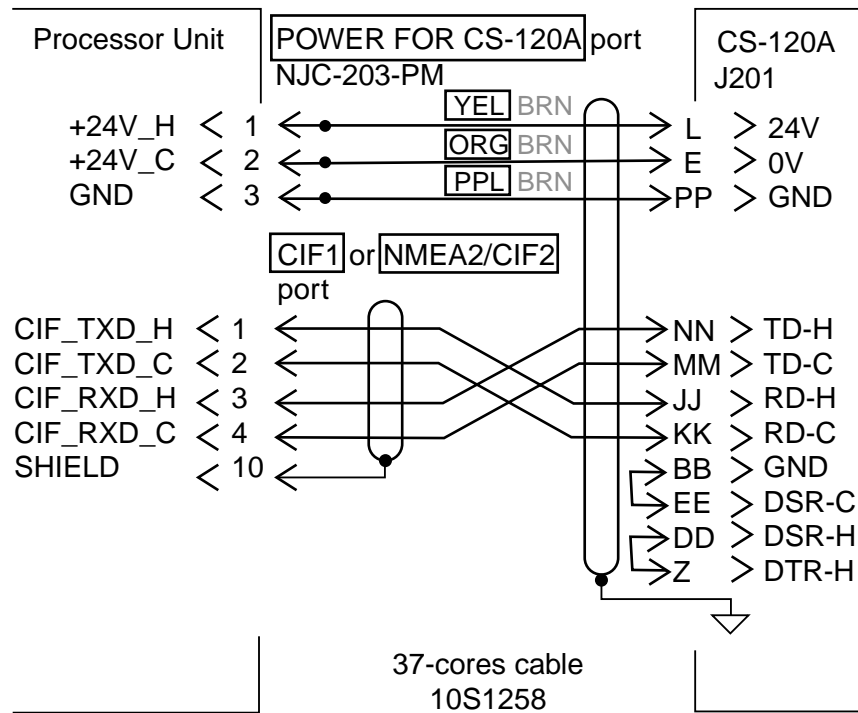 Processor Unit
POWER FOR CS-120A port
NJC-203-PM
CS-120A
J201
+24V_H 1 YEL BRN L 24V
+24V_C 2 ORG BRN E 0V
GND 3 PPL BRN PP GND
CIF1 or NMEA2/CIF2
port
CIF_TXD_H 1 NN TD-H
CIF_TXD_C 2 MM TD-C
CIF_RXD_H 3 JJ RD-H
CIF_RXD_C 4 KK RD-C
SHIELD 10 BB GND
EE DSR-C
DD DSR-H
Z DTR-H
37-cores cable
10S1258